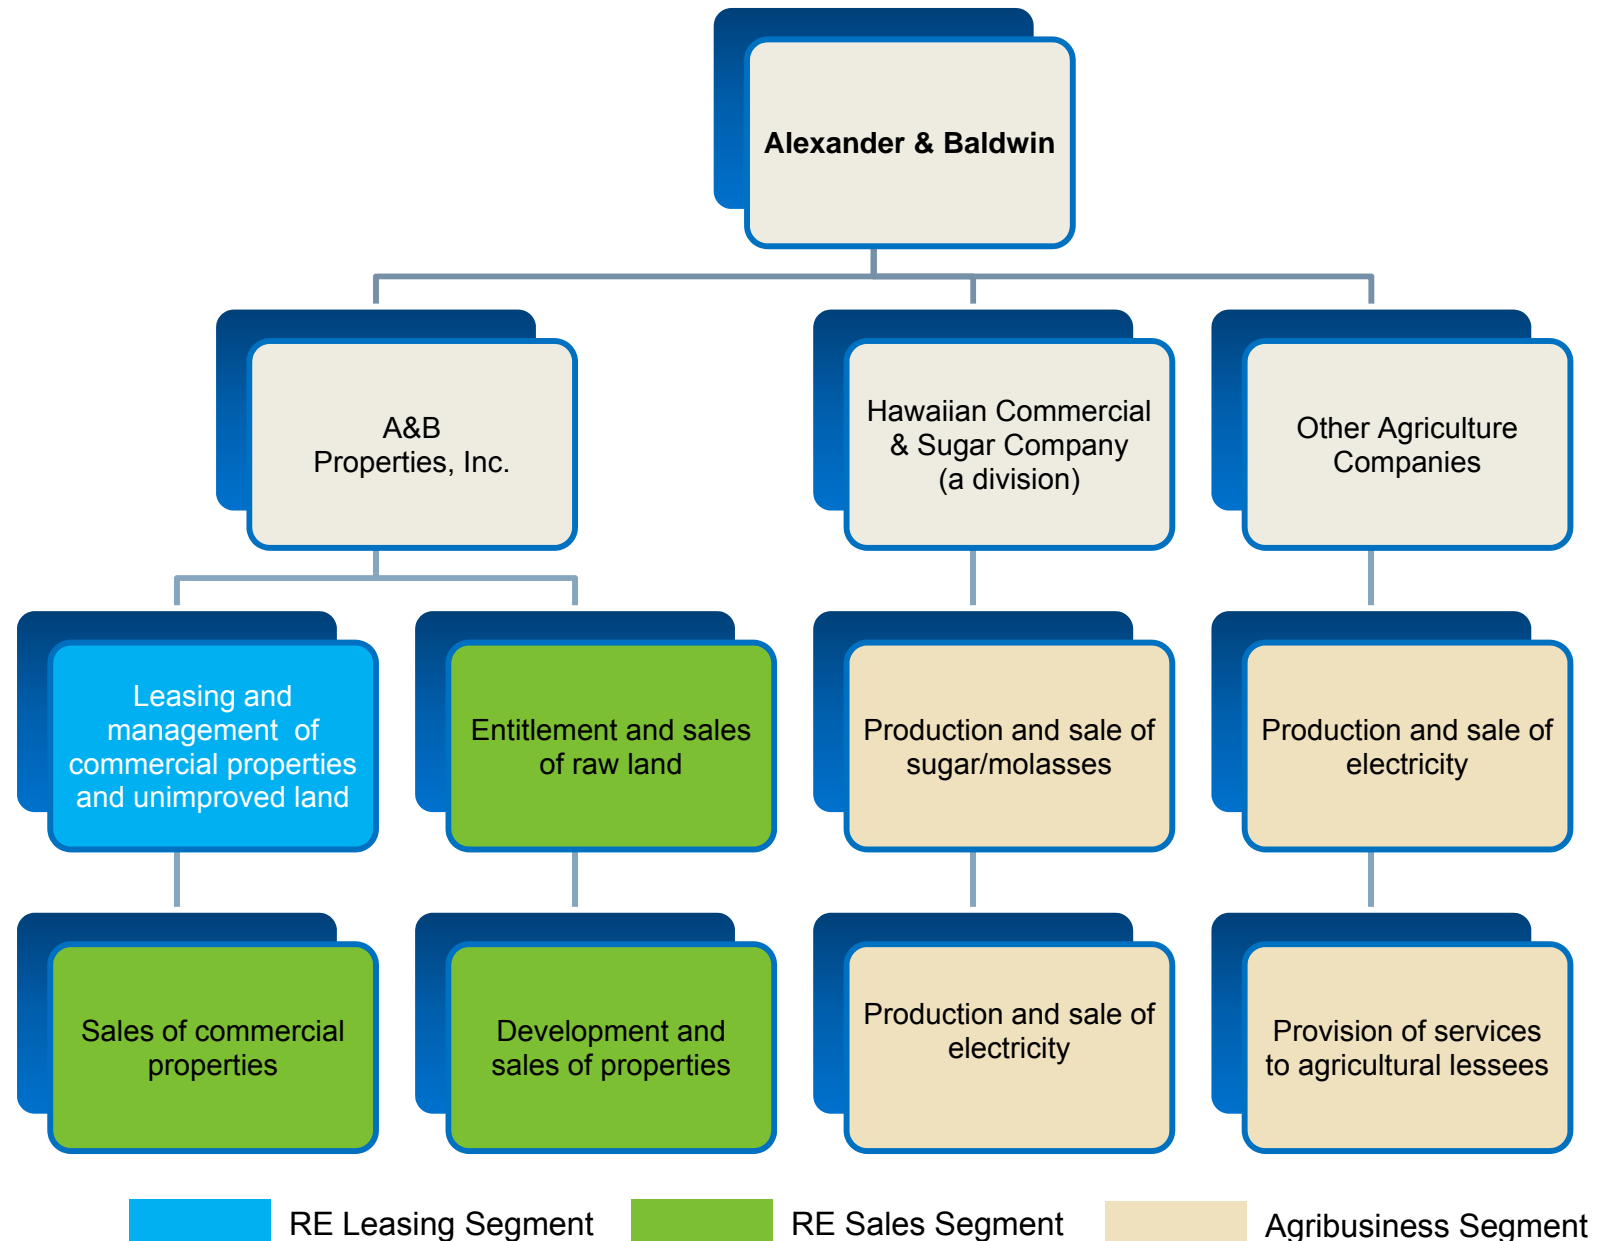 Alexander & Baldwin
A&B
Properties, Inc.
Hawaiian Commercial
& Sugar Company
(a division)
Other Agriculture
Companies
Leasing and
management of
commercial properties
and unimproved land
Entitlement and sales
of raw land
Production and sale of
sugar/molasses
Production and sale of
electricity
Sales of commercial
properties
Development and
sales of properties
Production and sale of
electricity
Provision of services
to agricultural lessees
RE Leasing Segment
RE Sales Segment
Agribusiness Segment